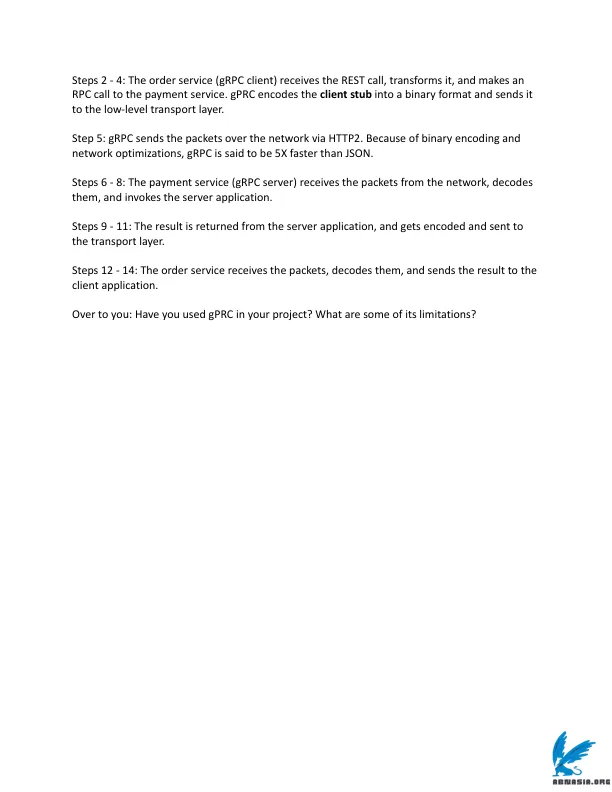 Steps 2 - 4: The order service (gRPC client) receives the REST call, transforms it, and makes an
RPC call to the payment service. gPRC encodes the client stub into a binary format and sends it
to the low-level transport layer.
Step 5: gRPC sends the packets over the network via HTTP2. Because of binary encoding and
network optimizations, gRPC is said to be 5X faster than JSON.
Steps 6 - 8: The payment service (gRPC server) receives the packets from the network, decodes
them, and invokes the server application.
Steps 9 - 11: The result is returned from the server application, and gets encoded and sent to
the transport layer.
Steps 12 - 14: The order service receives the packets, decodes them, and sends the result to the
client application.
Over to you: Have you used gPRC in your project? What are some of its limitations?
ABNASIA.ORG